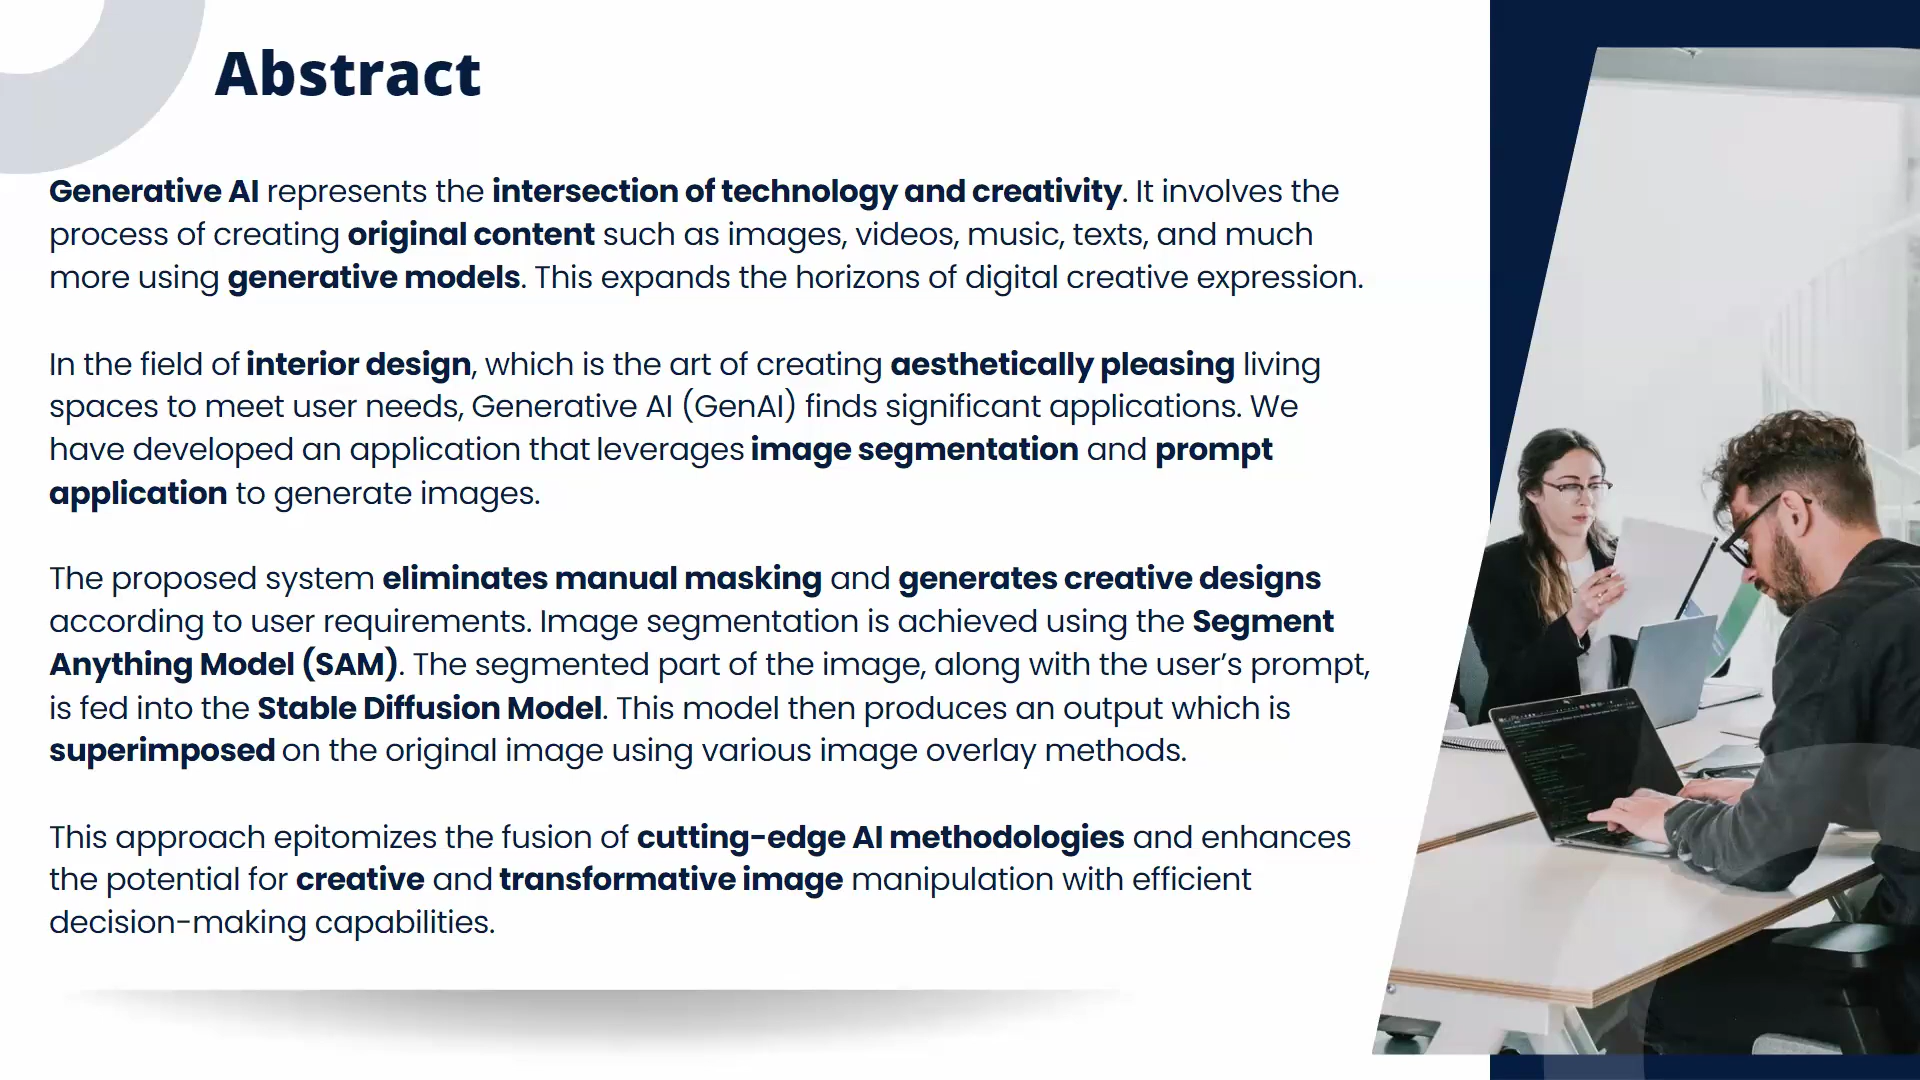 Abstract
Generative AI represents the intersection of technology and creativity. It involves the
process of creating original content such as images, videos, music, texts, and much
more using generative models. This expands the horizons of digital creative expression.
In the field of interior design, which is the art of creating aesthetically pleasing living
spaces to meet user needs, Generative AI (GenAI) finds significant applications. We
have developed an application that leverages image segmentation and prompt
application to generate images.
The proposed system eliminates manual masking and generates creative designs
according to user requirements. Image segmentation is achieved using the Segment
Anything Model (SAM). The segmented part of the image, along with the user’s prompt,
is fed into the Stable Diffusion Model. This model then produces an output which is
superimposed on the original image using various image overlay methods.
This approach epitomizes the fusion of cutting-edge AI methodologies and enhances
the potential for creative and transformative image manipulation with efficient
decision-making capabilities.